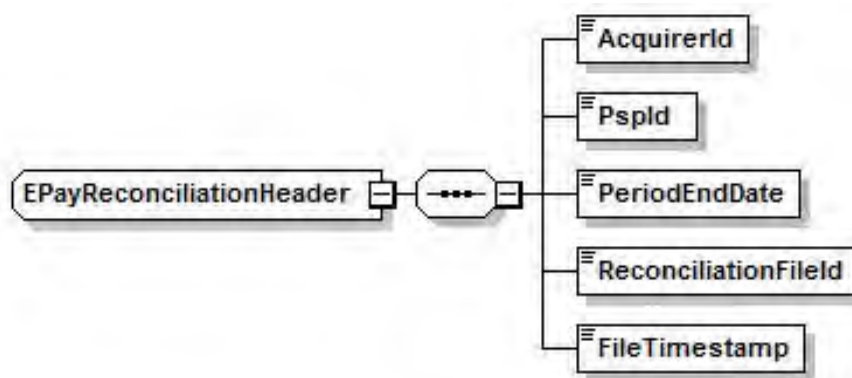 AcquirerId
PspId
EPayReconciliationHeader
PeriodEndDate
ReconciliationFileId
FileTimestamp